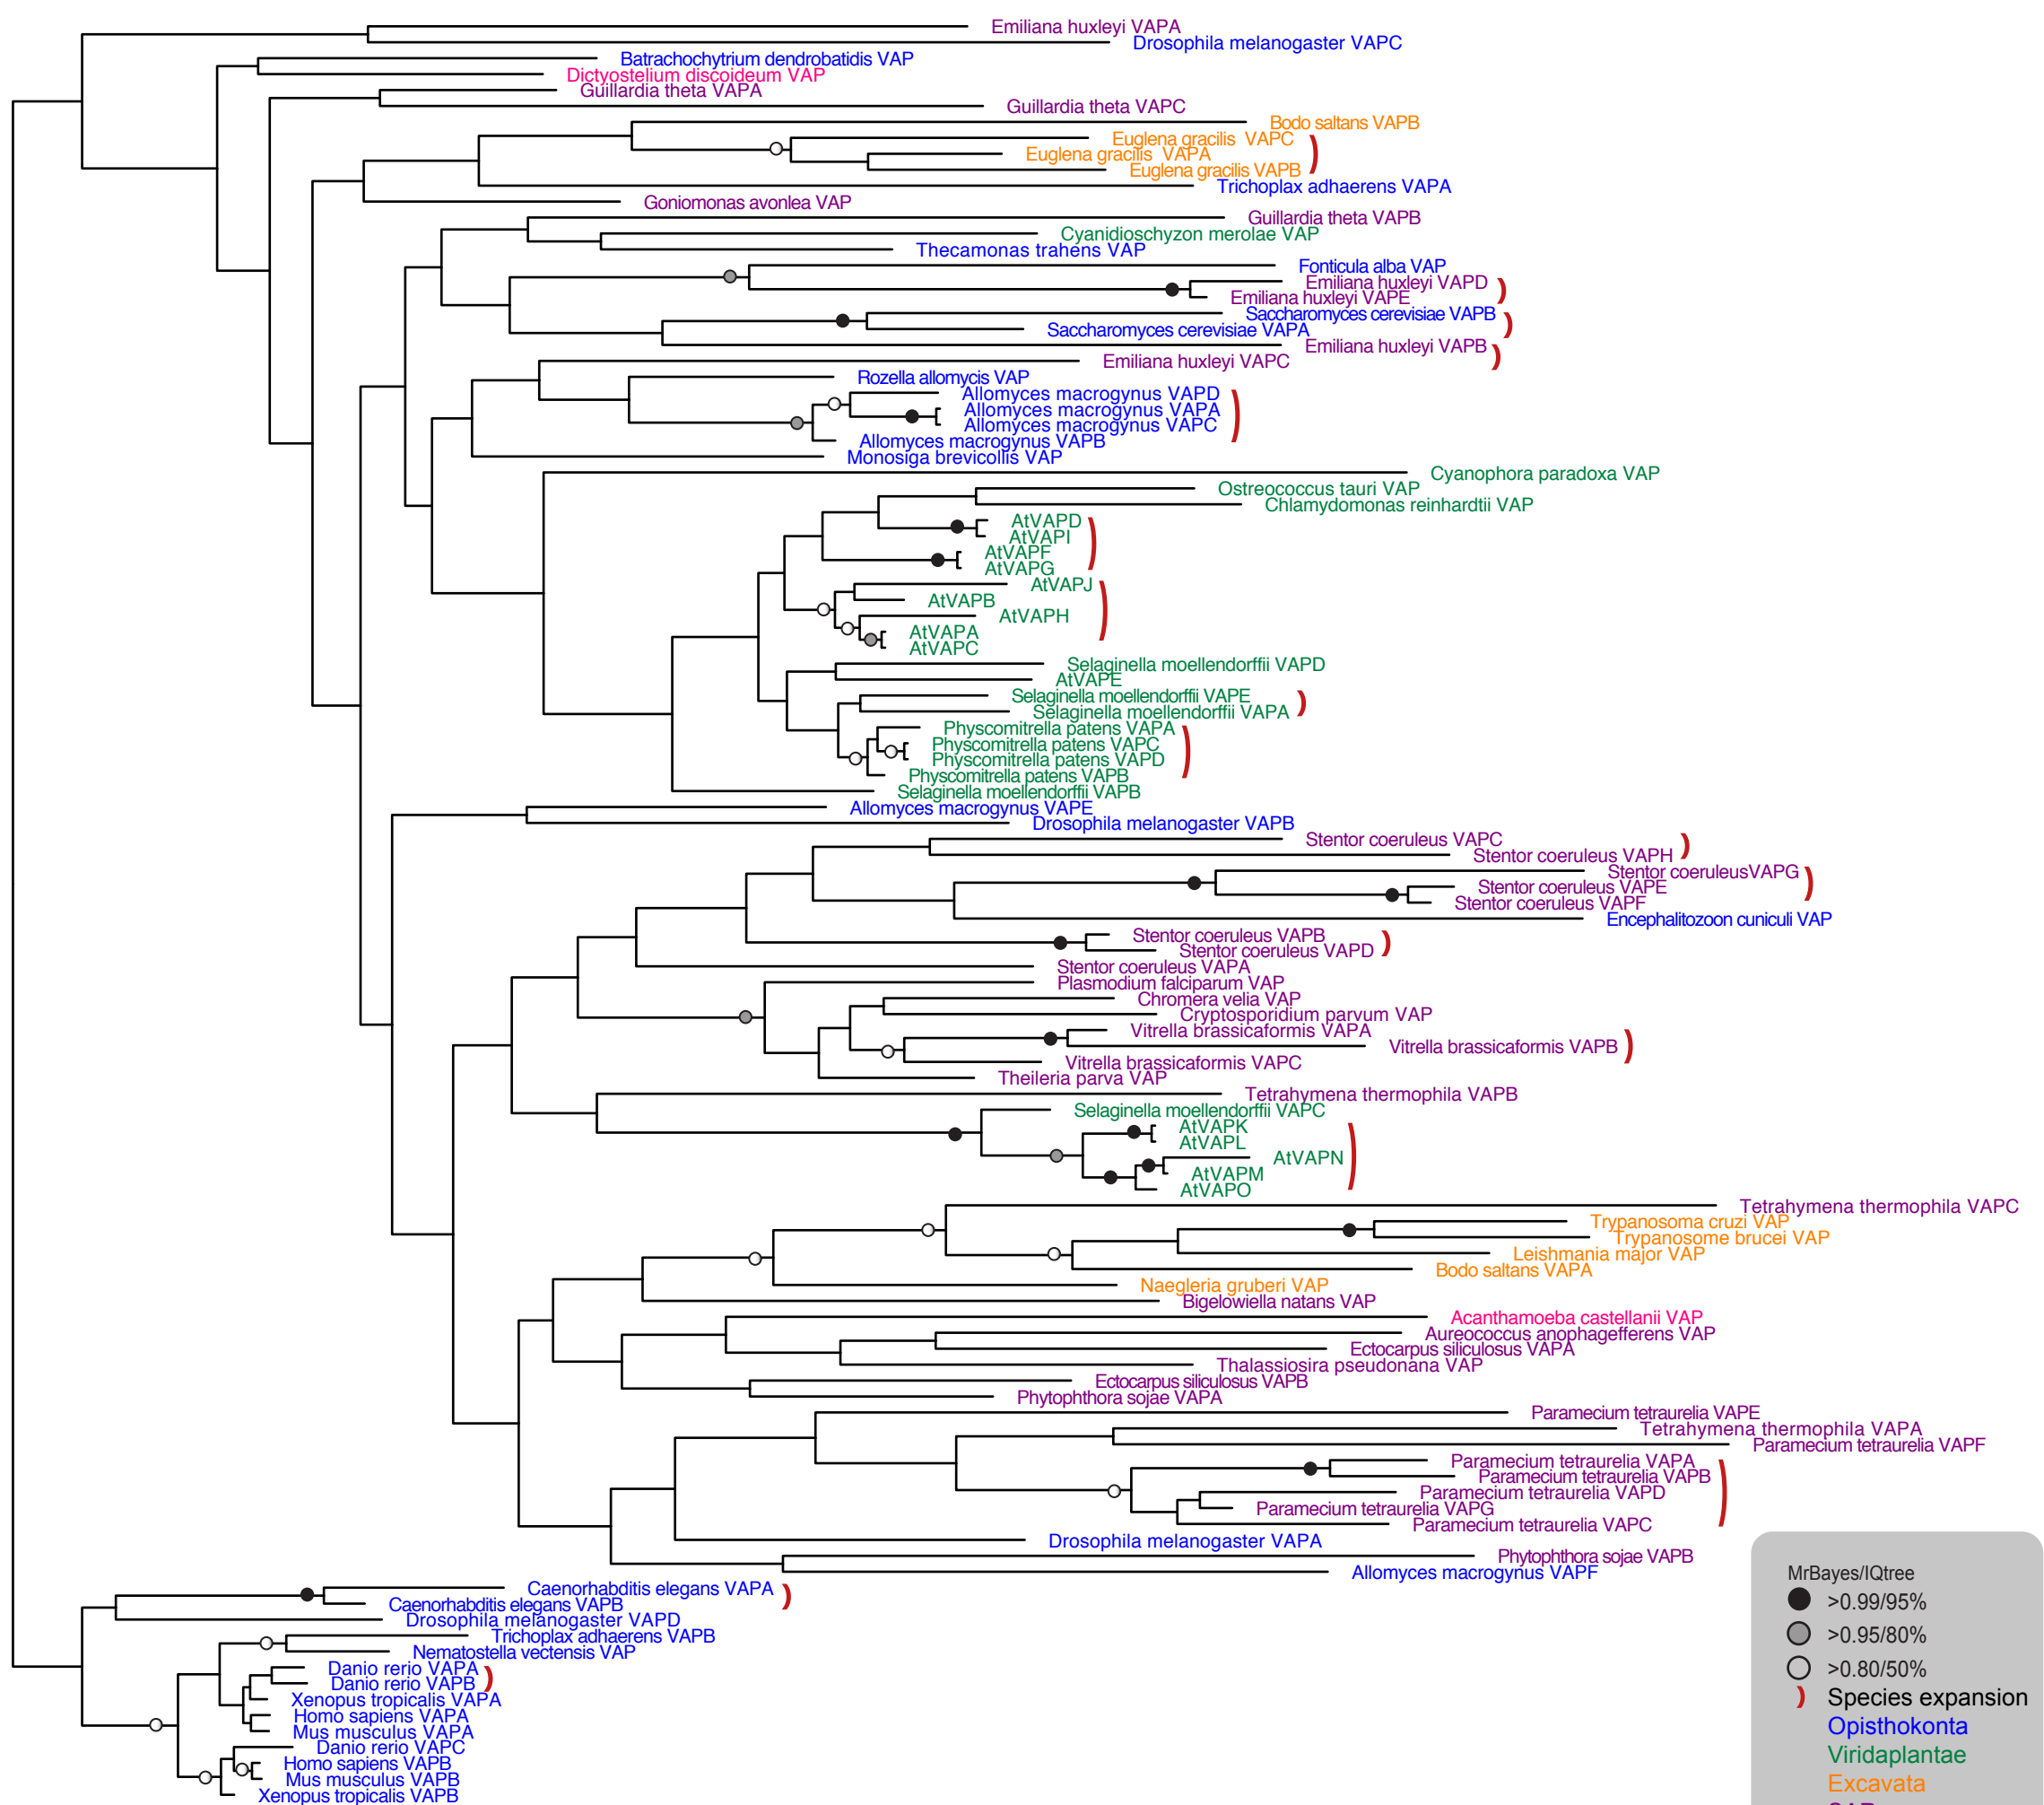 Emiliana huxleyi VAPA
Drosophila melanogaster VAPC
Batrachochytrium dendrobatidis VAP
Dictyostelium discoideum VAP
Guillardia theta VAPA
Guillardia theta VAPC
Bodo saltans VAPB
Euglena gracilis VAPC
Euglena gracilis VAPA
Euglena gracilis VAPB
Trichoplax adhaerens VAPA
Goniomonas avonlea VAP
Guillardia theta VAPB
Cyanidioschyzon merolae VAP
Thecamonas trahens VAP
Fonticula alba VAP
Emiliana huxleyi VAPD
Emiliana huxleyi VAPE
Saccharomyces cerevisiae VAPB
Saccharomyces cerevisiae VAPA
Emiliana huxleyi VAPB
Emiliana huxleyi VAPC
Rozella allomycis VAP
Allomyces macrogynus VAPD
Allomyces macrogynus VAPA
Allomyces macrogynus VAPC
Allomyces macrogynus VAPB
Monosiga brevicollis VAP
Cyanophora paradoxa VAP
Ostreococcus tauri VAP
Chlamydomonas reinhardtii VAP
AtVAPD
AtVAPI
AtVAPF
AtVAPG
AtVAPJ
AtVAPB
AtVAPH
AtVAPA
AtVAPC
Selaginella moellendorffii VAPD
AtVAPE
Selaginella moellendorffii VAPE
Selaginella moellendorffii VAPA
Physcomitrella patens VAPA
Physcomitrella patens VAPC
Physcomitrella patens VAPD
Physcomitrella patens VAPB
Selaginella moellendorffii VAPB
Allomyces macrogynus VAPE
Drosophila melanogaster VAPB
Stentor coeruleus VAPC
Stentor coeruleus VAPH
Stentor coeruleusVAPG
Stentor coeruleus VAPE
Stentor coeruleus VAPF
Encephalitozoon cuniculi VAP
Stentor coeruleus VAPB
Stentor coeruleus VAPD
Stentor coeruleus VAPA
Plasmodium falciparum VAP
Chromera velia VAP
Cryptosporidium parvum VAP
Vitrella brassicaformis VAPA
Vitrella brassicaformis VAPB
Vitrella brassicaformis VAPC
Theileria parva VAP
Tetrahymena thermophila VAPB
Selaginella moellendorffii VAPC
AtVAPK
AtVAPL
AtVAPN
AtVAPM
AtVAPO
Tetrahymena thermophila VAPC
Trypanosoma cruzi VAP
Trypanosome brucei VAP
Leishmania major VAP
Bodo saltans VAPA
Naegleria gruberi VAP
Bigelowiella natans VAP
Acanthamoeba castellanii VAP
Aureococcus anophagefferens VAP
Ectocarpus siliculosus VAPA
Thalassiosira pseudonana VAP
Ectocarpus siliculosus VAPB
Phytophthora sojae VAPA
Paramecium tetraurelia VAPE
Tetrahymena thermophila VAPA
Paramecium tetraurelia VAPF
Paramecium tetraurelia VAPA
Paramecium tetraurelia VAPB
Paramecium tetraurelia VAPD
Paramecium tetraurelia VAPG
Paramecium tetraurelia VAPC
Drosophila melanogaster VAPA
Phytophthora sojae VAPB
Allomyces macrogynus VAPF
Caenorhabditis elegans VAPA
Caenorhabditis elegans VAPB
Drosophila melanogaster VAPD
Trichoplax adhaerens VAPB
Nematostella vectensis VAP
Danio rerio VAPA
Danio rerio VAPB
Xenopus tropicalis VAPA
Homo sapiens VAPA
Mus musculus VAPA
Danio rerio VAPC
Homo sapiens VAPB
Mus musculus VAPB
Xenopus tropicalis VAPB
MrBayes/IQtree
>0.99/95%
>0.95/80%
>0.80/50%
Species expansion
Opisthokonta
Viridaplantae
Excavata